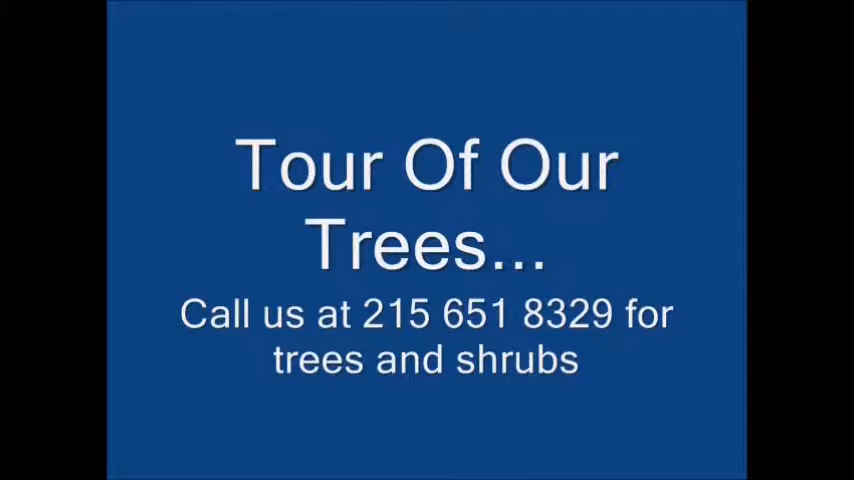 Tour Of Our
Trees...
Call us at 215 651 8329 for
trees and shrubs